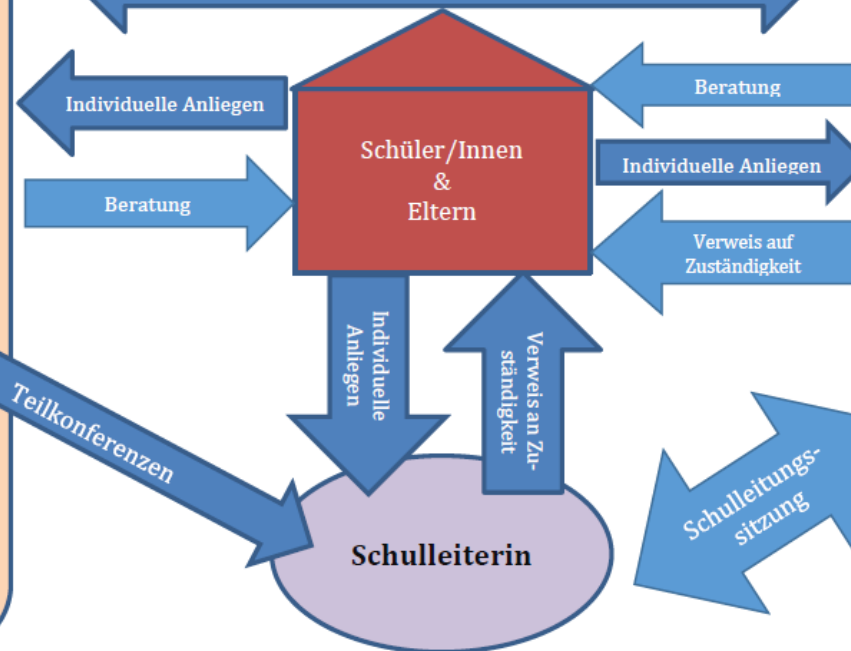 Individuelle Anliegen
Beratung
Schüler/Innen
&
Eltern
Beratung
Individuelle Anliegen
Verweis auf
Zuständigkeit
Individuelle
Anliegen
Verweis an Zu-
ständigkeit
Teilkonferenzen
Schulleitungs-
sitzung
Schulleiterin